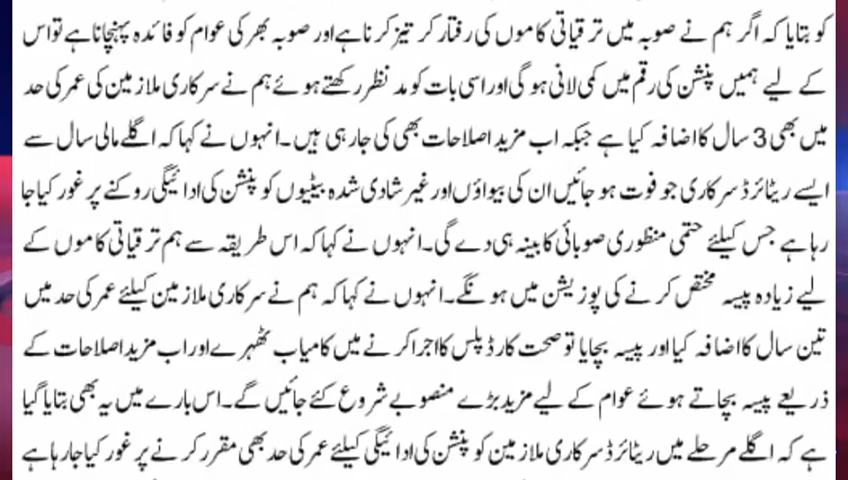 کو بتایا کہ اگر ہم نے صوبہ میں ترقیاتی کاموں کی رفتار کر تیز کرنا ہے اور صوبہ بھر کی عوام کو فائدہ پہنچانا ہے تو اس
کے لیے ہمیں پنشن کی رقم میں کمی لانی ہو گی اور اسی بات کو مد نظر رکھتے ہوئے ہم نے سرکاری ملازمین کی عمر کی حد
میں بھی 3 سال کا اضافہ کیا ہے جبکہ اب مزید اصلاحات بھی کی جا رہی ہیں۔ انہوں نے کہا کہ اگلے مالی سال سے
ایسے ریٹائرڈ سرکاری جو فوت ہو جائیں ان کی بیواؤں اور غیر شادی شدہ بیٹیوں کو پنشن کی ادائیگی روکنے پر غور کیا جا
رہا ہے جس کیلئے حتمی منظوری صوبائی کابینہ ہی دے گی۔ انہوں نے کہا کہ اس طریقہ سے ہم ترقیاتی کاموں کے
لیے زیادہ پیسہ مختص کرنے کی پوزیشن میں ہونگے۔ انہوں نے کہا کہ ہم نے سرکاری ملازمین کیلئے عمر کی حد میں
تین سال کا اضافہ کیا اور پیسہ بچایا تو صحت کارڈ پلس کا اجرا کرنے میں کامیاب ٹھہرے اور اب مزید اصلاحات کے
ذریعے پیسہ بچاتے ہوئے عوام کے لیے مزید بڑے منصوبے شروع کئے جائیں گے۔ اس بارے میں یہ بھی بتایا گیا
ہے کہ اگلے مرحلے میں ریٹائرڈ سرکاری ملازمین کو پنشن کی ادائیگی کیلئے عمر کی حد بھی مقرر کرنے پر غور کیا جا رہا ہے